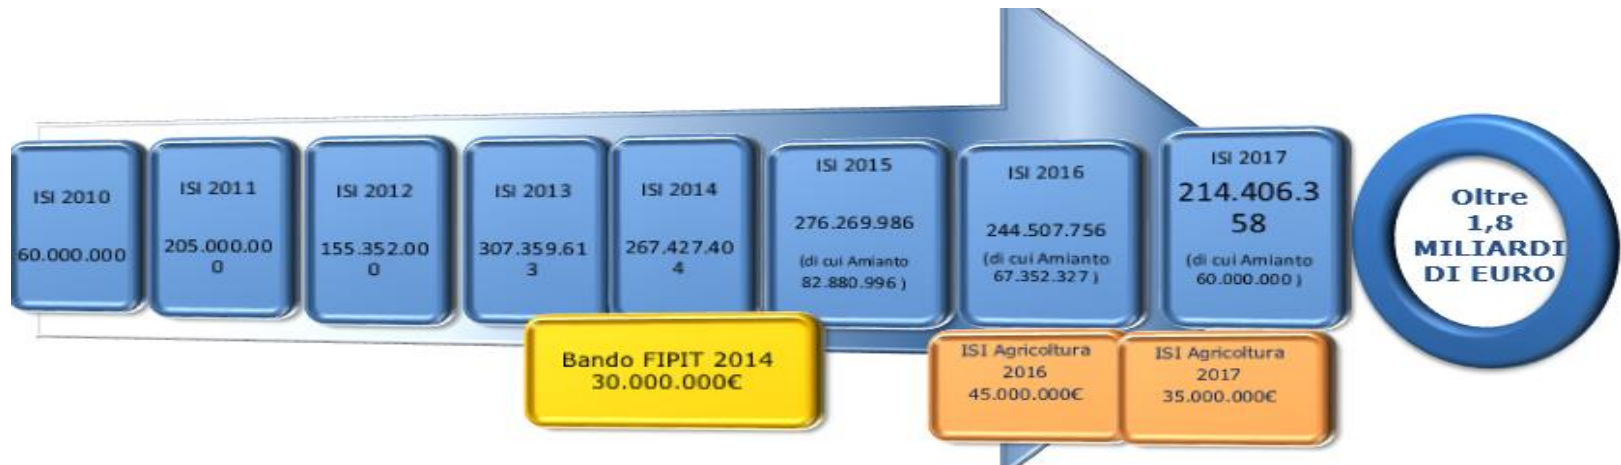 ISI 2010
60.000.000
ISI 2011
205.000.00
0
ISI 2012
155.352.00
0
ISI 2013
307.359.61
3
ISI 2014
267.427.40
4
ISI 2015
276.269.986
(di cui Amianto
82.880.996 )
ISI 2016
244.507.756
(di cui Amianto
67.352.327 )
ISI 2017
214.406.3
58
(di cui Amianto
60.000.000 )
Oltre
1,8
MILIARDI
DI EURO
Bando FIPIT 2014
30.000.000€
ISI Agricoltura
2016
45.000.000€
ISI Agricoltura
2017
35.000.000€